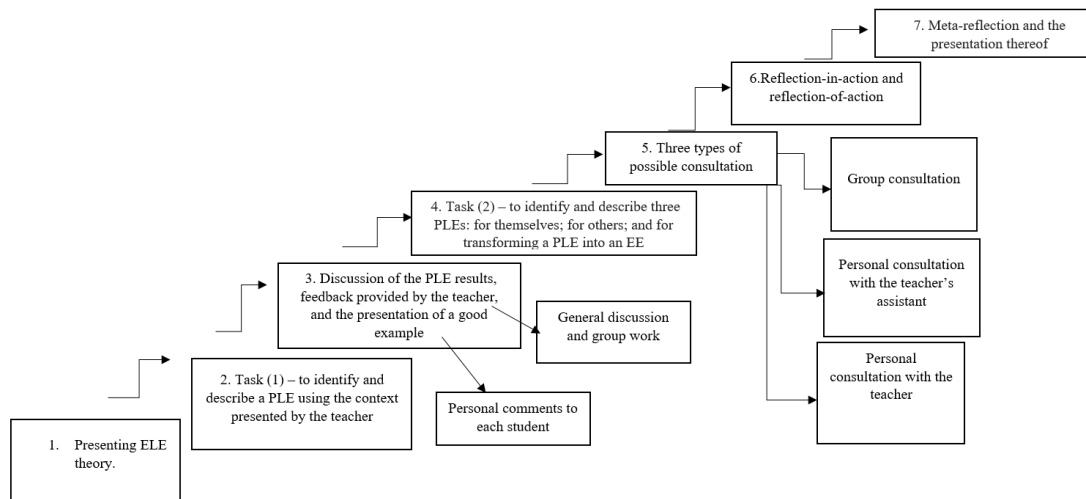 7. Meta-reflection and the
presentation thereof
6.Reflection-in-action and
reflection-of-action
5. Three types of
possible consultation
Group consultation
4. Task (2) – to identify and describe three
PLEs: for themselves; for others; and for
transforming a PLE into an EE
Personal consultation
with the teacher’s
assistant
3. Discussion of the PLE results,
feedback provided by the teacher,
and the presentation of a good
example
General discussion
and group work
Personal
consultation with the
teacher
2. Task (1) – to identify and
describe a PLE using the context
presented by the teacher
Personal comments to
each student
1. Presenting ELE
theory.